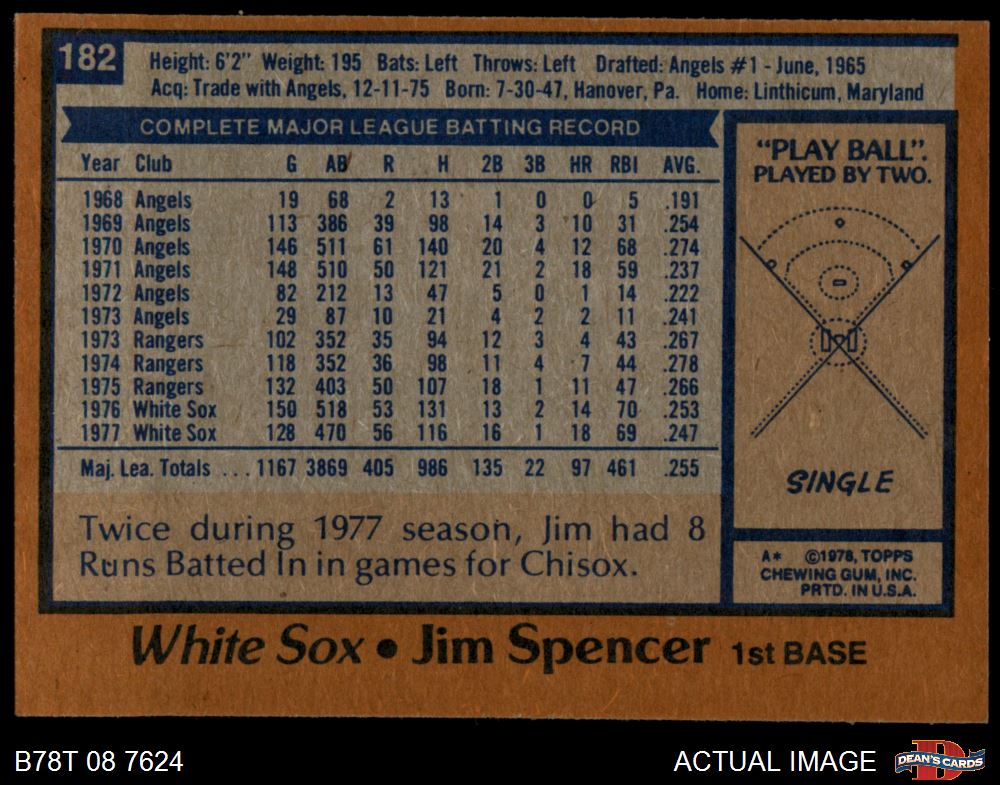 182
Height: 6'2" Weight: 195 Bats: Left Throws: Left Drafted: Angels #1 - June, 1965
Acq: Trade with Angels, 12-11-75 Born: 7-30-47, Hanover, Pa. Home: Linthicum, Maryland
COMPLETE MAJOR LEAGUE BATTING RECORD
Year Club G AB R H 2B 3B HR RBI AVG.
1968 Angels 19 68 2 13 1 0 0 5 .191
1969 Angels 113 386 39 98 14 3 10 31 .254
1970 Angels 146 511 61 140 20 4 12 68 .274
1971 Angels 148 510 50 121 21 2 18 59 .237
1972 Angels 82 212 13 47 5 0 1 14 .222
1973 Angels 29 87 10 21 4 2 2 11 .241
1973 Rangers 102 352 35 94 12 3 4 43 .267
1974 Rangers 118 352 36 98 11 4 7 44 .278
1975 Rangers 132 403 50 107 18 1 11 47 .266
1976 White Sox 150 518 53 131 13 2 14 70 .253
1977 White Sox 128 470 56 116 16 1 18 69 .247
Maj. Lea. Totals ... 1167 3869 405 986 135 22 97 461 .255
Twice during 1977 season, Jim had 8
Runs Batted In in games for Chisox.
"PLAY BALL".
PLAYED BY TWO.
SINGLE
A* ©1978, TOPPS
CHEWING GUM, INC.
PRTD. IN U.S.A.
White Sox • Jim Spencer 1st BASE
B78T 08 7624
ACTUAL IMAGE
D
DEAN'S CARDS